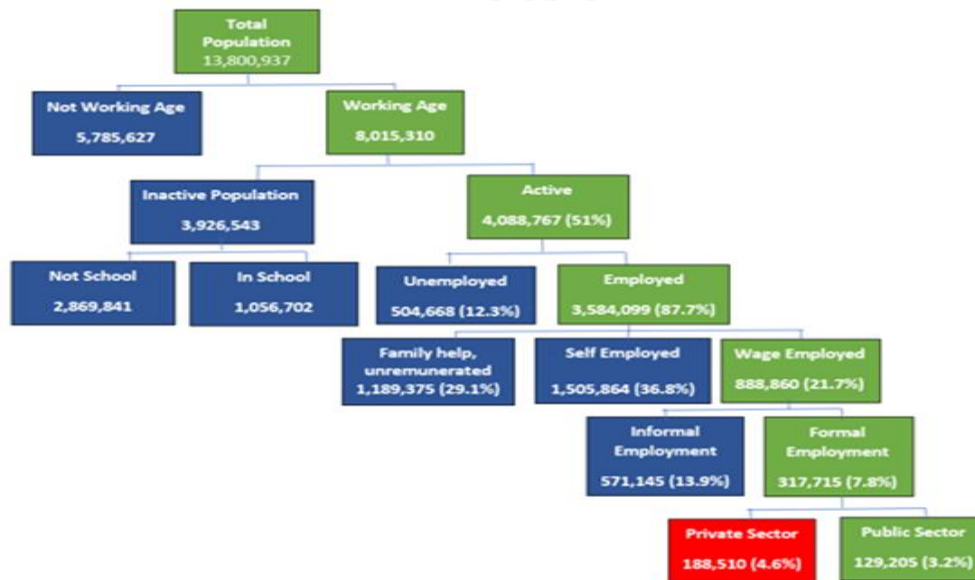 Total
Population
13,800,937
Not Working Age
5,785,627
Working Age
8,015,310
Inactive Population
3,926,543
Active
4,088,767 (51%)
Not School
2,869,841
In School
1,056,702
Unemployed
504,668 (12.3%)
Employed
3,584,099 (87.7%)
Family help,
unremunerated
1,189,375 (29.1%)
Self Employed
1,505,864 (36.8%)
Wage Employed
888,860 (21.7%)
Informal
Employment
571,145 (13.9%)
Formal
Employment
317,715 (7.8%)
Private Sector
188,510 (4.6%)
Public Sector
129,205 (3.2%)